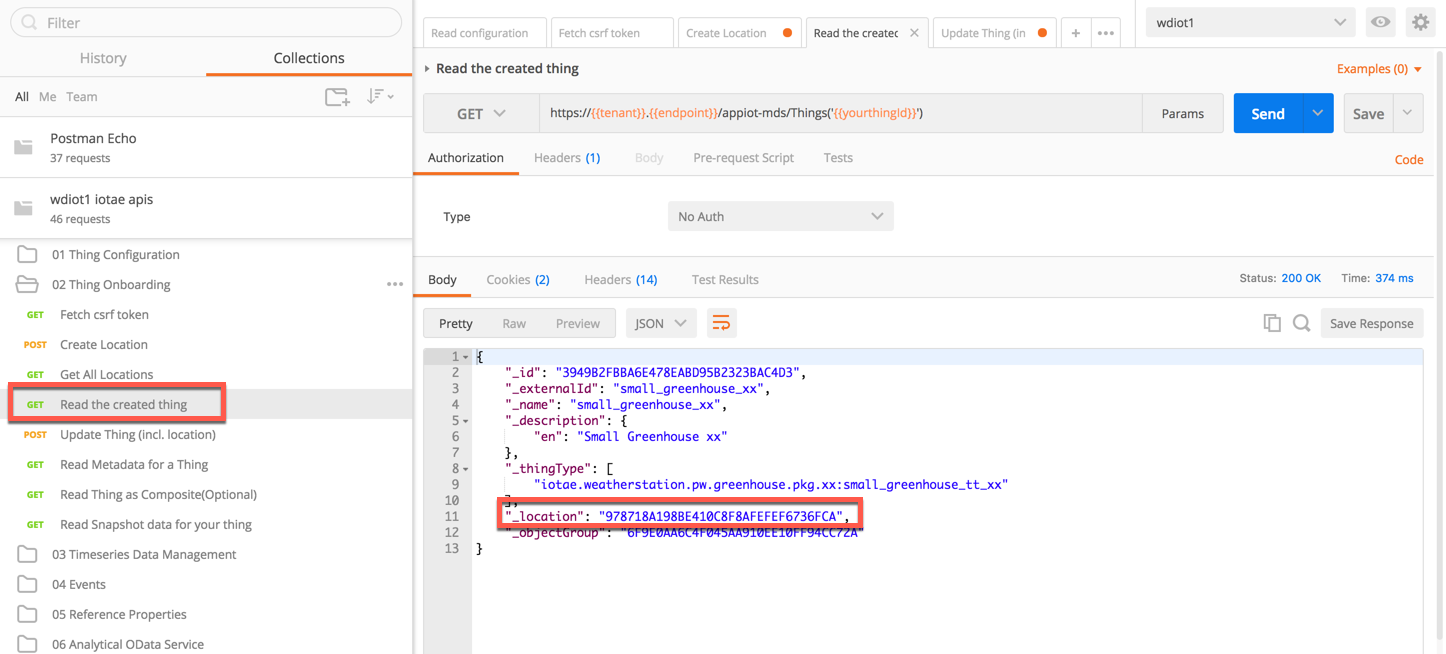 Filter
History
Collections
All Me Team
Postman Echo
37 requests
wdiot1 iotae apis
46 requests
01 Thing Configuration
02 Thing Onboarding
GET Fetch csrf token
POST Create Location
GET Get All Locations
GET Read the created thing
POST Update Thing (incl. location)
GET Read Metadata for a Thing
GET Read Thing as Composite(Optional)
GET Read Snapshot data for your thing
03 Timeseries Data Management
04 Events
05 Reference Properties
06 Analytical OData Service
Read configuration
Fetch csrf token
Create Location
Read the created
Update Thing (in
wdiot1
Read the created thing
Examples (0)
GET
https://{{tenant}}.{{endpoint}}/appiot-mds/Things('{{yourthingId}}')
Params
Send
Save
Authorization
Headers (1)
Body
Pre-request Script
Tests
Code
Type
No Auth
Body
Cookies (2)
Headers (14)
Test Results
Status: 200 OK
Time: 374 ms
Pretty
Raw
Preview
JSON
Save Response
1 {
2 "_id": "3949B2FBBA6E478EABD95B2323BAC4D3",
3 "_externalId": "small_greenhouse_xx",
4 "_name": "small_greenhouse_xx",
5 "_description": {
6 "en": "Small Greenhouse xx"
7 },
8 "_thingType": [
9 "iotae.weatherstation.pw.greenhouse.pkg.xx:small_greenhouse_tt_xx"
10 ],
11 "_location": "978718A198BE410C8F8AFEFEF6736FCA",
12 "_objectGroup": "6F9E0AA6C4F045AA910EE10FF94CC72A"
13 }